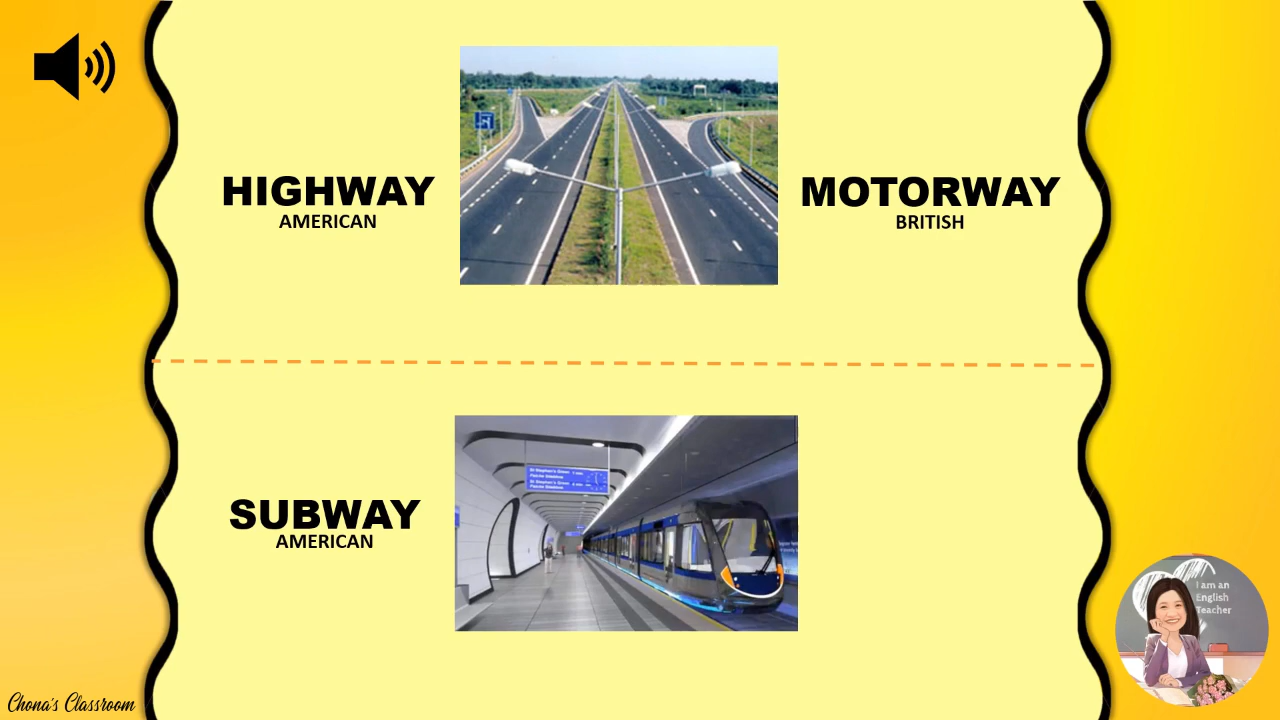 HIGHWAY
AMERICAN
MOTORWAY
BRITISH
SUBWAY
AMERICAN
I am an
English
Teacher
Chona's Classroom